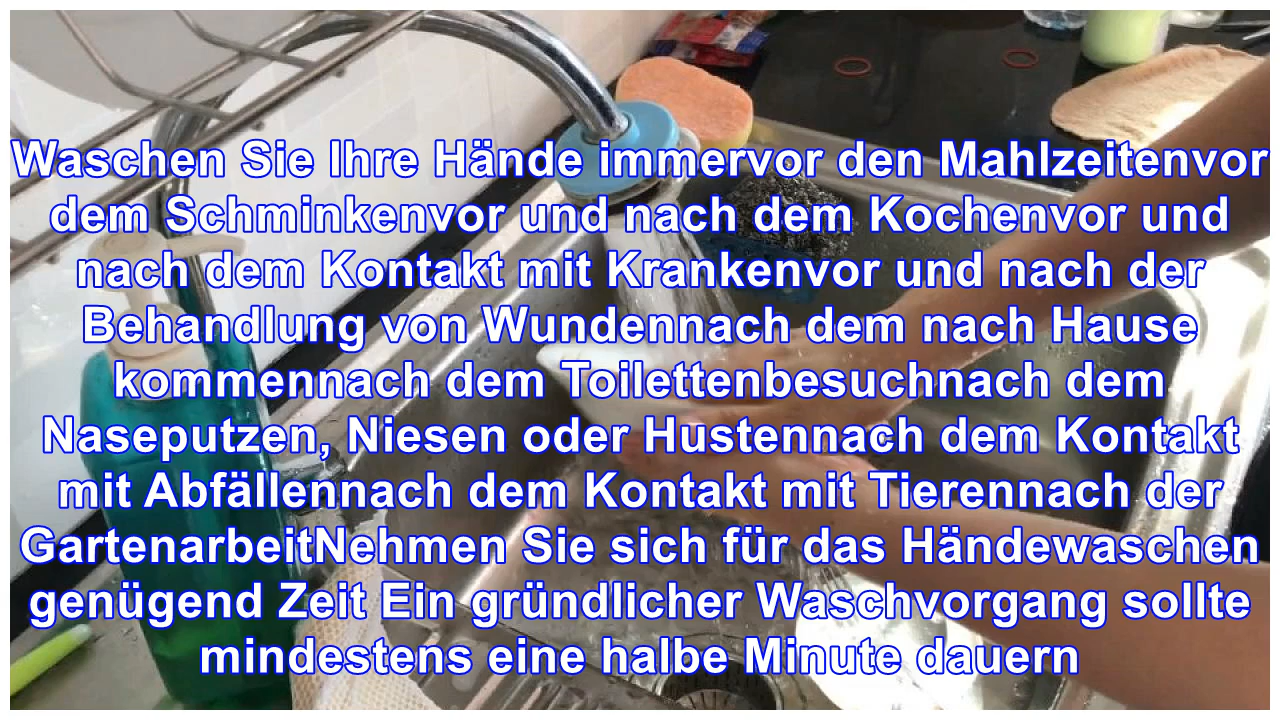 Waschen Sie Ihre Hände immervor den Mahlzeitenvor
dem Schminkenvor und nach dem Kochenvor und
nach dem Kontakt mit Krankenvor und nach der
Behandlung von Wundennach dem nach Hause
kommennach dem Toilettenbesuchnach dem
Naseputzen, Niesen oder Hustennach dem Kontakt
mit Abfällennach dem Kontakt mit Tierennach der
GartenarbeitNehmen Sie sich für das Händewaschen
genügend Zeit Ein gründlicher Waschvorgang sollte
mindestens eine halbe Minute dauern